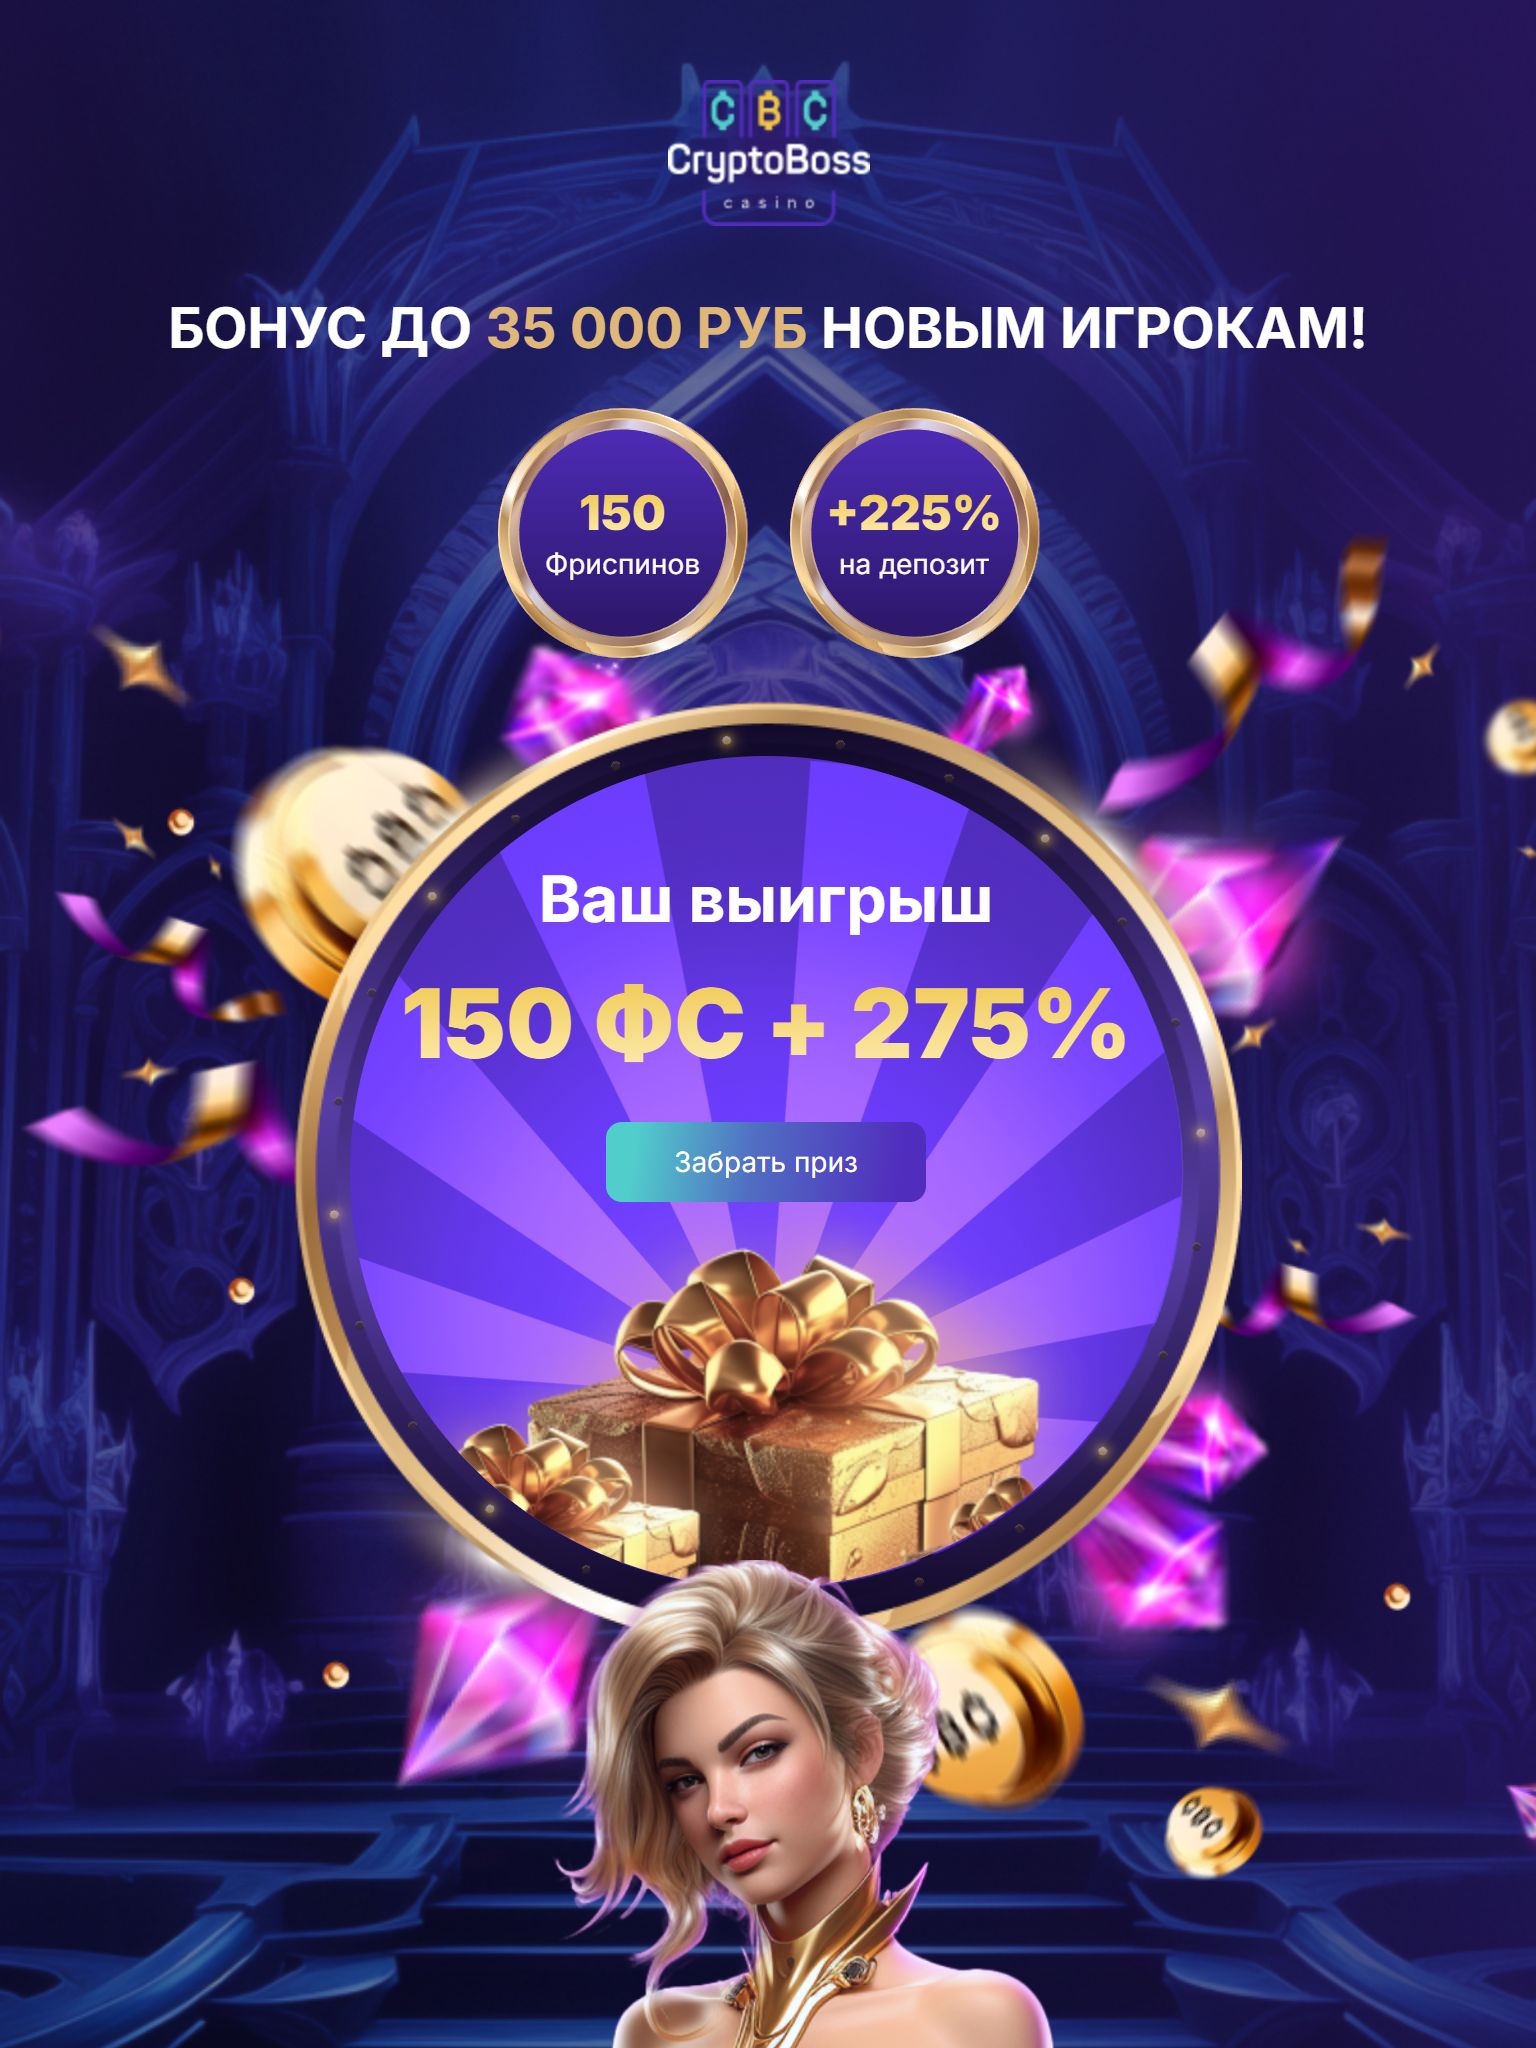 CBC
CryptoBoss
casino
БОНУС ДО 35 000 РУБ НОВЫМ ИГРОКАМ!
150
Фриспинов
+225%
на депозит
Ваш выигрыш
150 ФС + 275%
Забрать приз